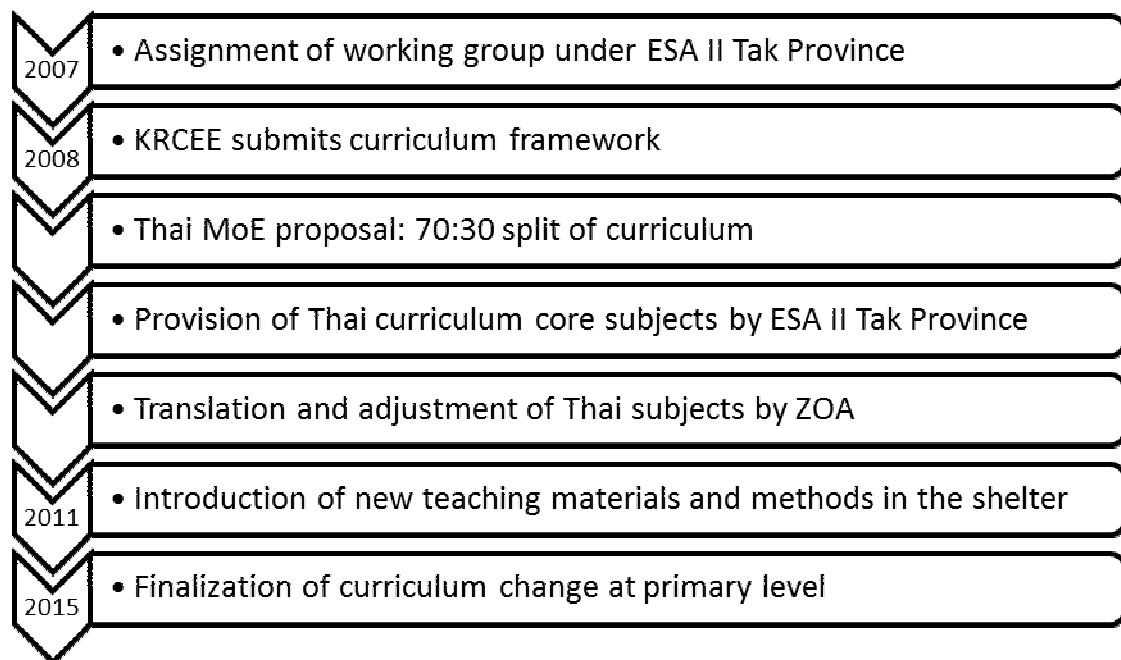 • Assignment of working group under ESA II Tak Province
2007
• KRCEE submits curriculum framework
2008
• Thai MoE proposal: 70:30 split of curriculum
• Provision of Thai curriculum core subjects by ESA II Tak Province
• Translation and adjustment of Thai subjects by ZOA
• Introduction of new teaching materials and methods in the shelter
2011
• Finalization of curriculum change at primary level
2015